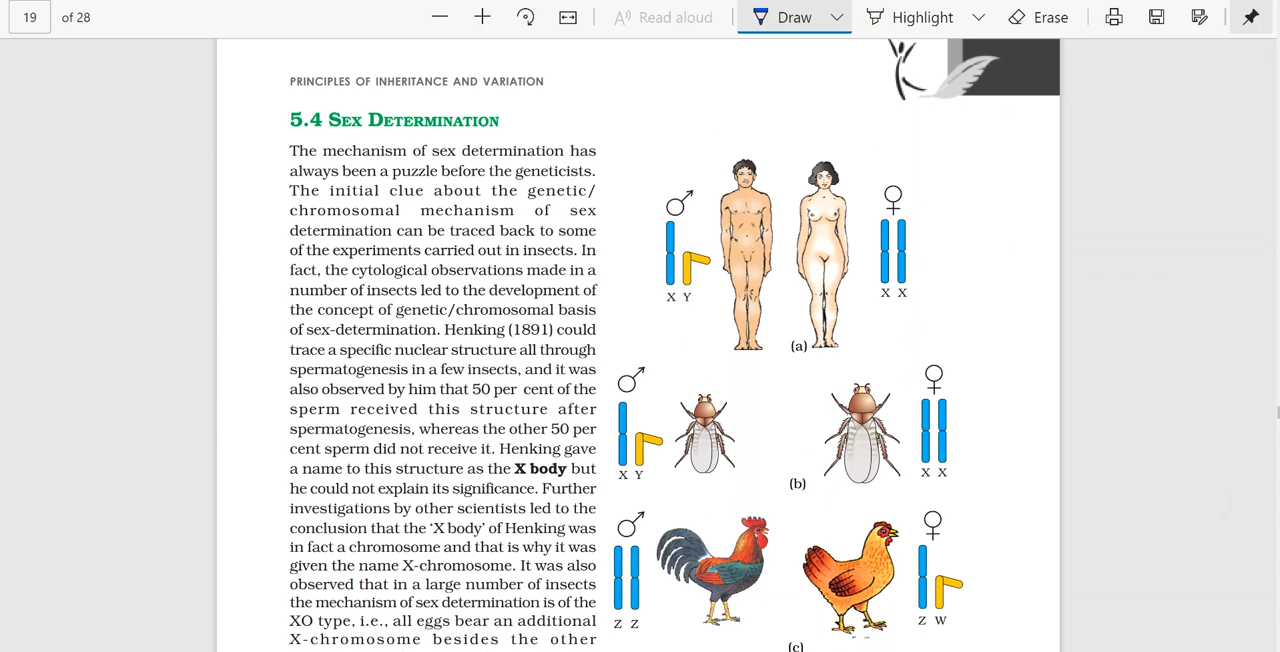 19 of 28
Read aloud
Draw
Highlight
Erase
PRINCIPLES OF INHERITANCE AND VARIATION
5.4 SEX DETERMINATION
The mechanism of sex determination has
always been a puzzle before the geneticists.
The initial clue about the genetic/
chromosomal mechanism of sex
determination can be traced back to some
of the experiments carried out in insects. In
fact, the cytological observations made in a
number of insects led to the development of
the concept of genetic/chromosomal basis
of sex-determination. Henking (1891) could
trace a specific nuclear structure all through
spermatogenesis in a few insects, and it was
also observed by him that 50 per cent of the
sperm received this structure after
spermatogenesis, whereas the other 50 per
cent sperm did not receive it. Henking gave
a name to this structure as the X body but
he could not explain its significance. Further
investigations by other scientists led to the
conclusion that the ‘X body’ of Henking was
in fact a chromosome and that is why it was
given the name X-chromosome. It was also
observed that in a large number of insects
the mechanism of sex determination is of the
XO type, i.e., all eggs bear an additional
X-chromosome besides the other
♂ ♀
X Y X X
(a)
♂ ♀
X Y X X
(b)
♂ ♀
Z Z Z W
(c)